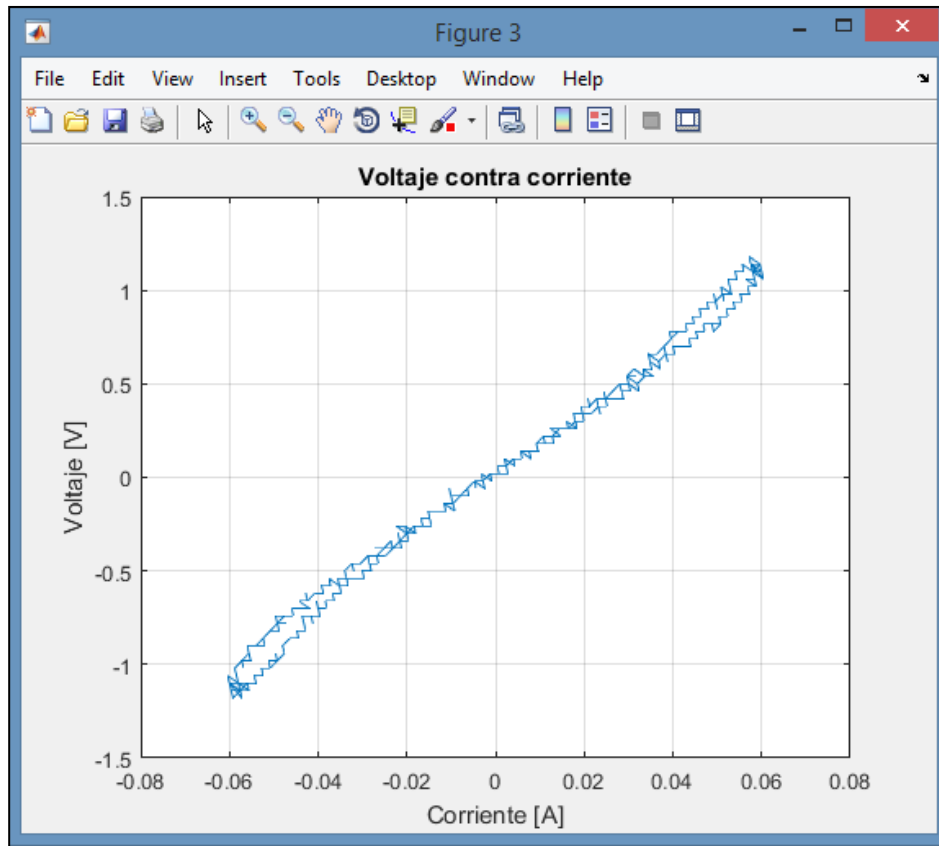 Figure 3
File Edit View Insert Tools Desktop Window Help
Voltaje contra corriente
1.5
1
0.5
0
-0.5
-1
-1.5
Voltaje [V]
-0.08 -0.06 -0.04 -0.02 0 0.02 0.04 0.06 0.08
Corriente [A]